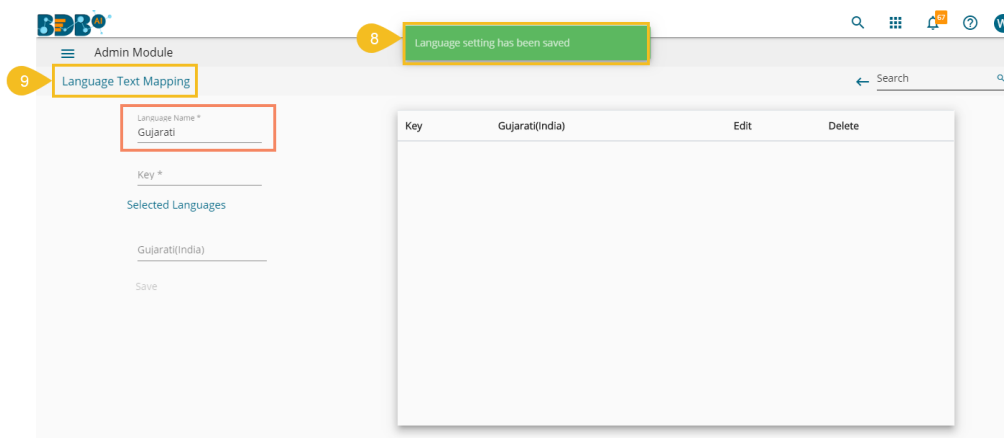 BDB AI
67
8
Language setting has been saved
Admin Module
9
Language Text Mapping
Search
Language Name *
Gujarati
Key *
Selected Languages
Gujarati(India)
Save
Key Gujarati(India) Edit Delete